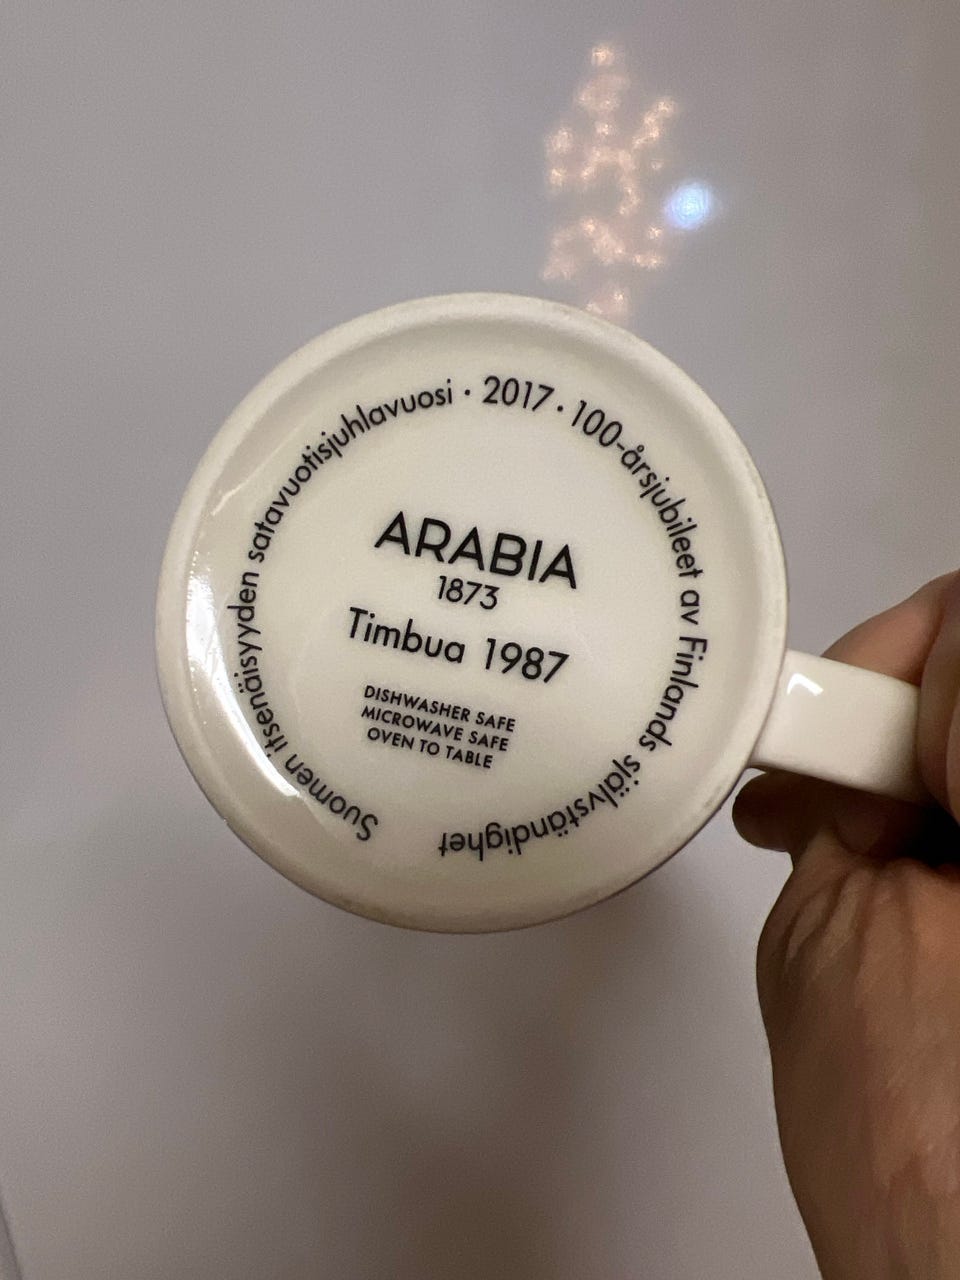 Suomen itsenäisyyden satavuotisjuhlavuosi · 2017 · 100-årsjubileet av Finlands självständighet
ARABIA
1873
Timbua 1987
DISHWASHER SAFE
MICROWAVE SAFE
OVEN TO TABLE